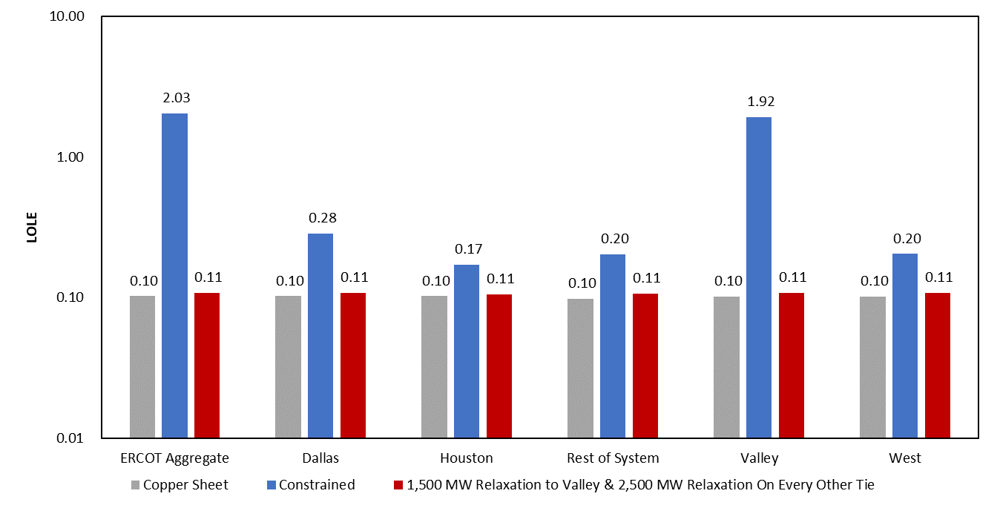 10.00
1.00
0.10
0.01
LOLE
0.10
2.03
0.11
0.10
0.28
0.11
0.10
0.17
0.11
0.10
0.20
0.11
0.10
1.92
0.11
0.10
0.20
0.11
ERCOT Aggregate
Dallas
Houston
Rest of System
Valley
West
Copper Sheet
Constrained
1,500 MW Relaxation to Valley & 2,500 MW Relaxation On Every Other Tie